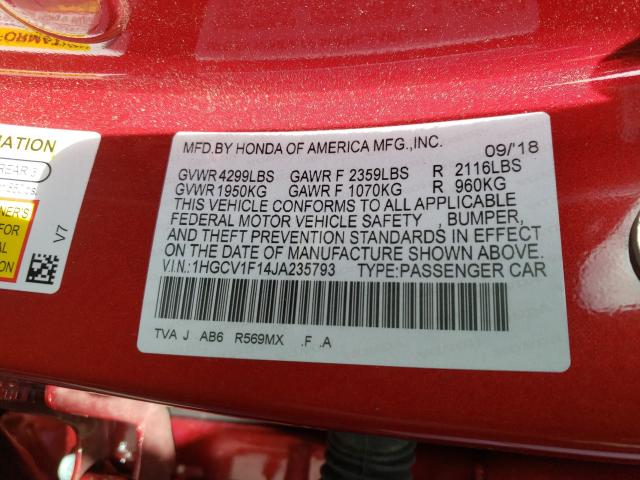 MFD.BY HONDA OF AMERICA MFG.,INC. 09/'18
GVWR 4299LBS GAWR F 2359LBS R 2116LBS
GVWR 1950KG GAWR F 1070KG R 960KG
THIS VEHICLE CONFORMS TO ALL APPLICABLE
FEDERAL MOTOR VEHICLE SAFETY , BUMPER,
AND THEFT PREVENTION STANDARDS IN EFFECT
ON THE DATE OF MANUFACTURE SHOWN ABOVE.
V.I.N.:1HGCV1F14JA235793 TYPE:PASSENGER CAR
TVA J AB6 R569MX .F .A
REAR
V7